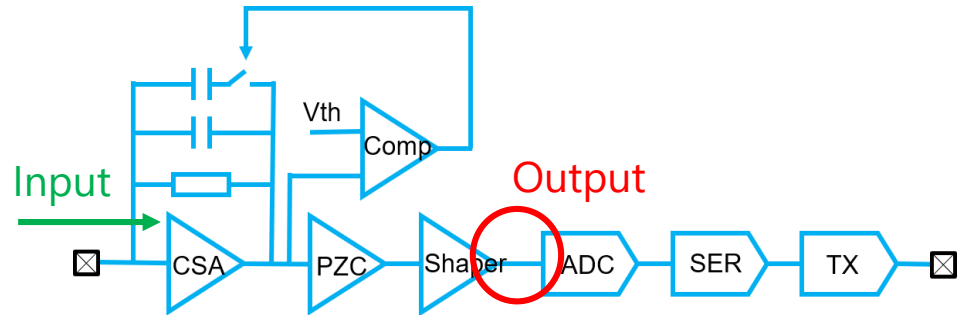 Vth
Comp
Input
Output
CSA
PZC
Shaper
ADC
SER
TX